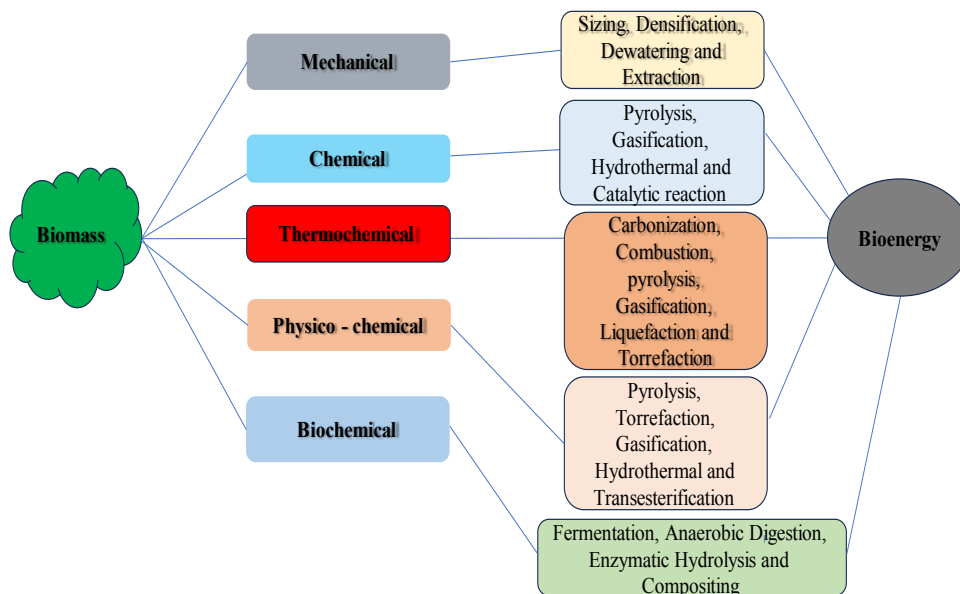 Biomass
Mechanical
Chemical
Thermochemical
Physico - chemical
Biochemical
Sizing, Densification,
Dewatering and
Extraction
Pyrolysis,
Gasification,
Hydrothermal and
Catalytic reaction
Carbonization,
Combustion,
pyrolysis,
Gasification,
Liquefaction and
Torrefaction
Pyrolysis,
Torrefaction,
Gasification,
Hydrothermal and
Transesterification
Fermentation, Anaerobic Digestion,
Enzymatic Hydrolysis and
Compositing
Bioenergy